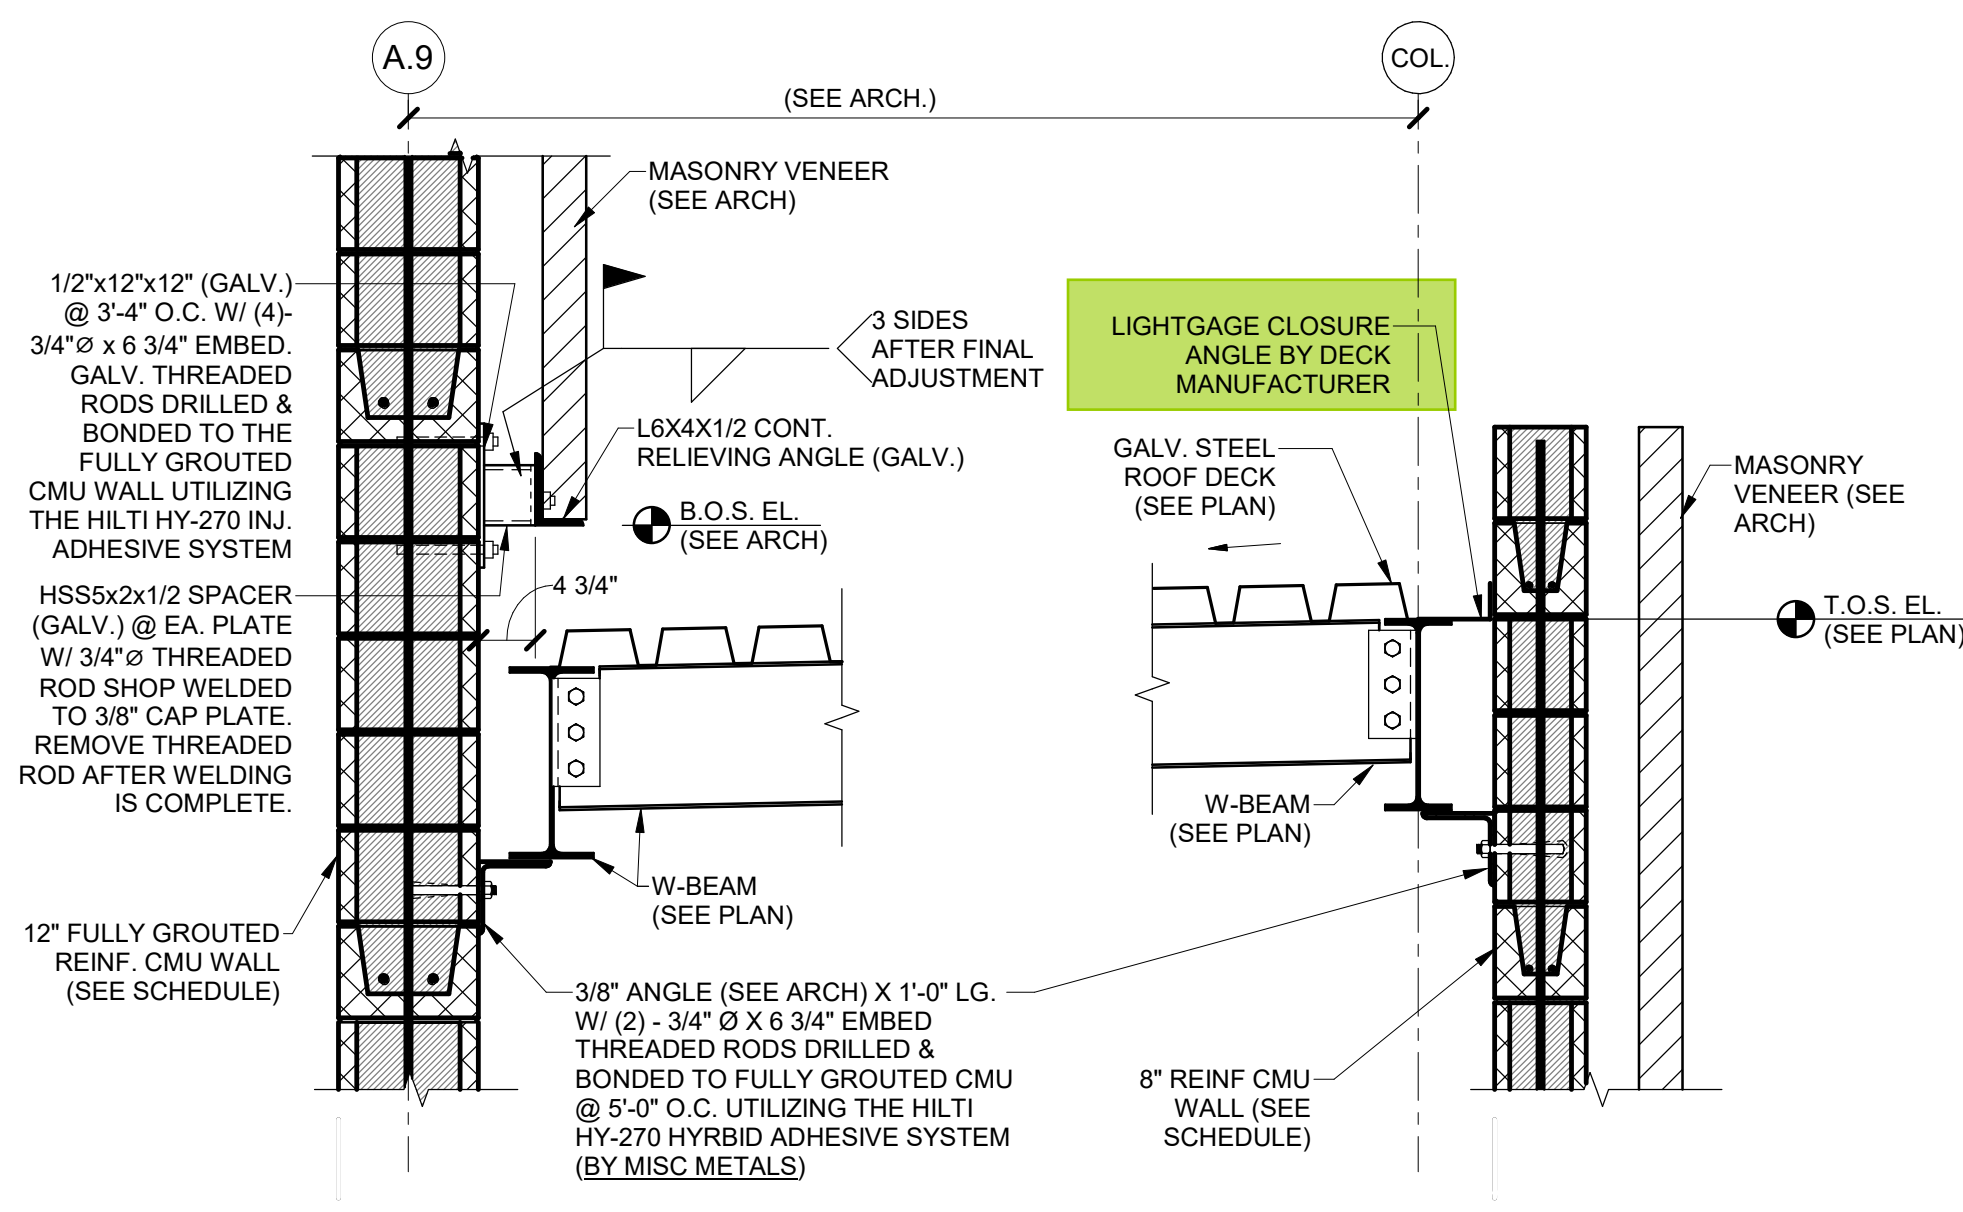 A.9
COL.
(SEE ARCH.)
MASONRY VENEER
(SEE ARCH)
1/2"x12"x12" (GALV.)
@ 3'-4" O.C. W/ (4)-
3/4"Ø x 6 3/4" EMBED.
GALV. THREADED
RODS DRILLED &
BONDED TO THE
FULLY GROUTED
CMU WALL UTILIZING
THE HILTI HY-270 INJ.
ADHESIVE SYSTEM
3 SIDES
AFTER FINAL
ADJUSTMENT
LIGHTGAGE CLOSURE
ANGLE BY DECK
MANUFACTURER
L6X4X1/2 CONT.
RELIEVING ANGLE (GALV.)
GALV. STEEL
ROOF DECK
(SEE PLAN)
MASONRY
VENEER (SEE
ARCH)
B.O.S. EL.
(SEE ARCH)
4 3/4"
HSS5x2x1/2 SPACER
(GALV.) @ EA. PLATE
W/ 3/4"Ø THREADED
ROD SHOP WELDED
TO 3/8" CAP PLATE.
REMOVE THREADED
ROD AFTER WELDING
IS COMPLETE.
T.O.S. EL.
(SEE PLAN)
W-BEAM
(SEE PLAN)
W-BEAM
(SEE PLAN)
12" FULLY GROUTED
REINF. CMU WALL
(SEE SCHEDULE)
3/8" ANGLE (SEE ARCH) X 1'-0" LG.
W/ (2) - 3/4" Ø X 6 3/4" EMBED
THREADED RODS DRILLED &
BONDED TO FULLY GROUTED CMU
@ 5'-0" O.C. UTILIZING THE HILTI
HY-270 HYRBID ADHESIVE SYSTEM
(BY MISC METALS)
8" REINF CMU
WALL (SEE
SCHEDULE)